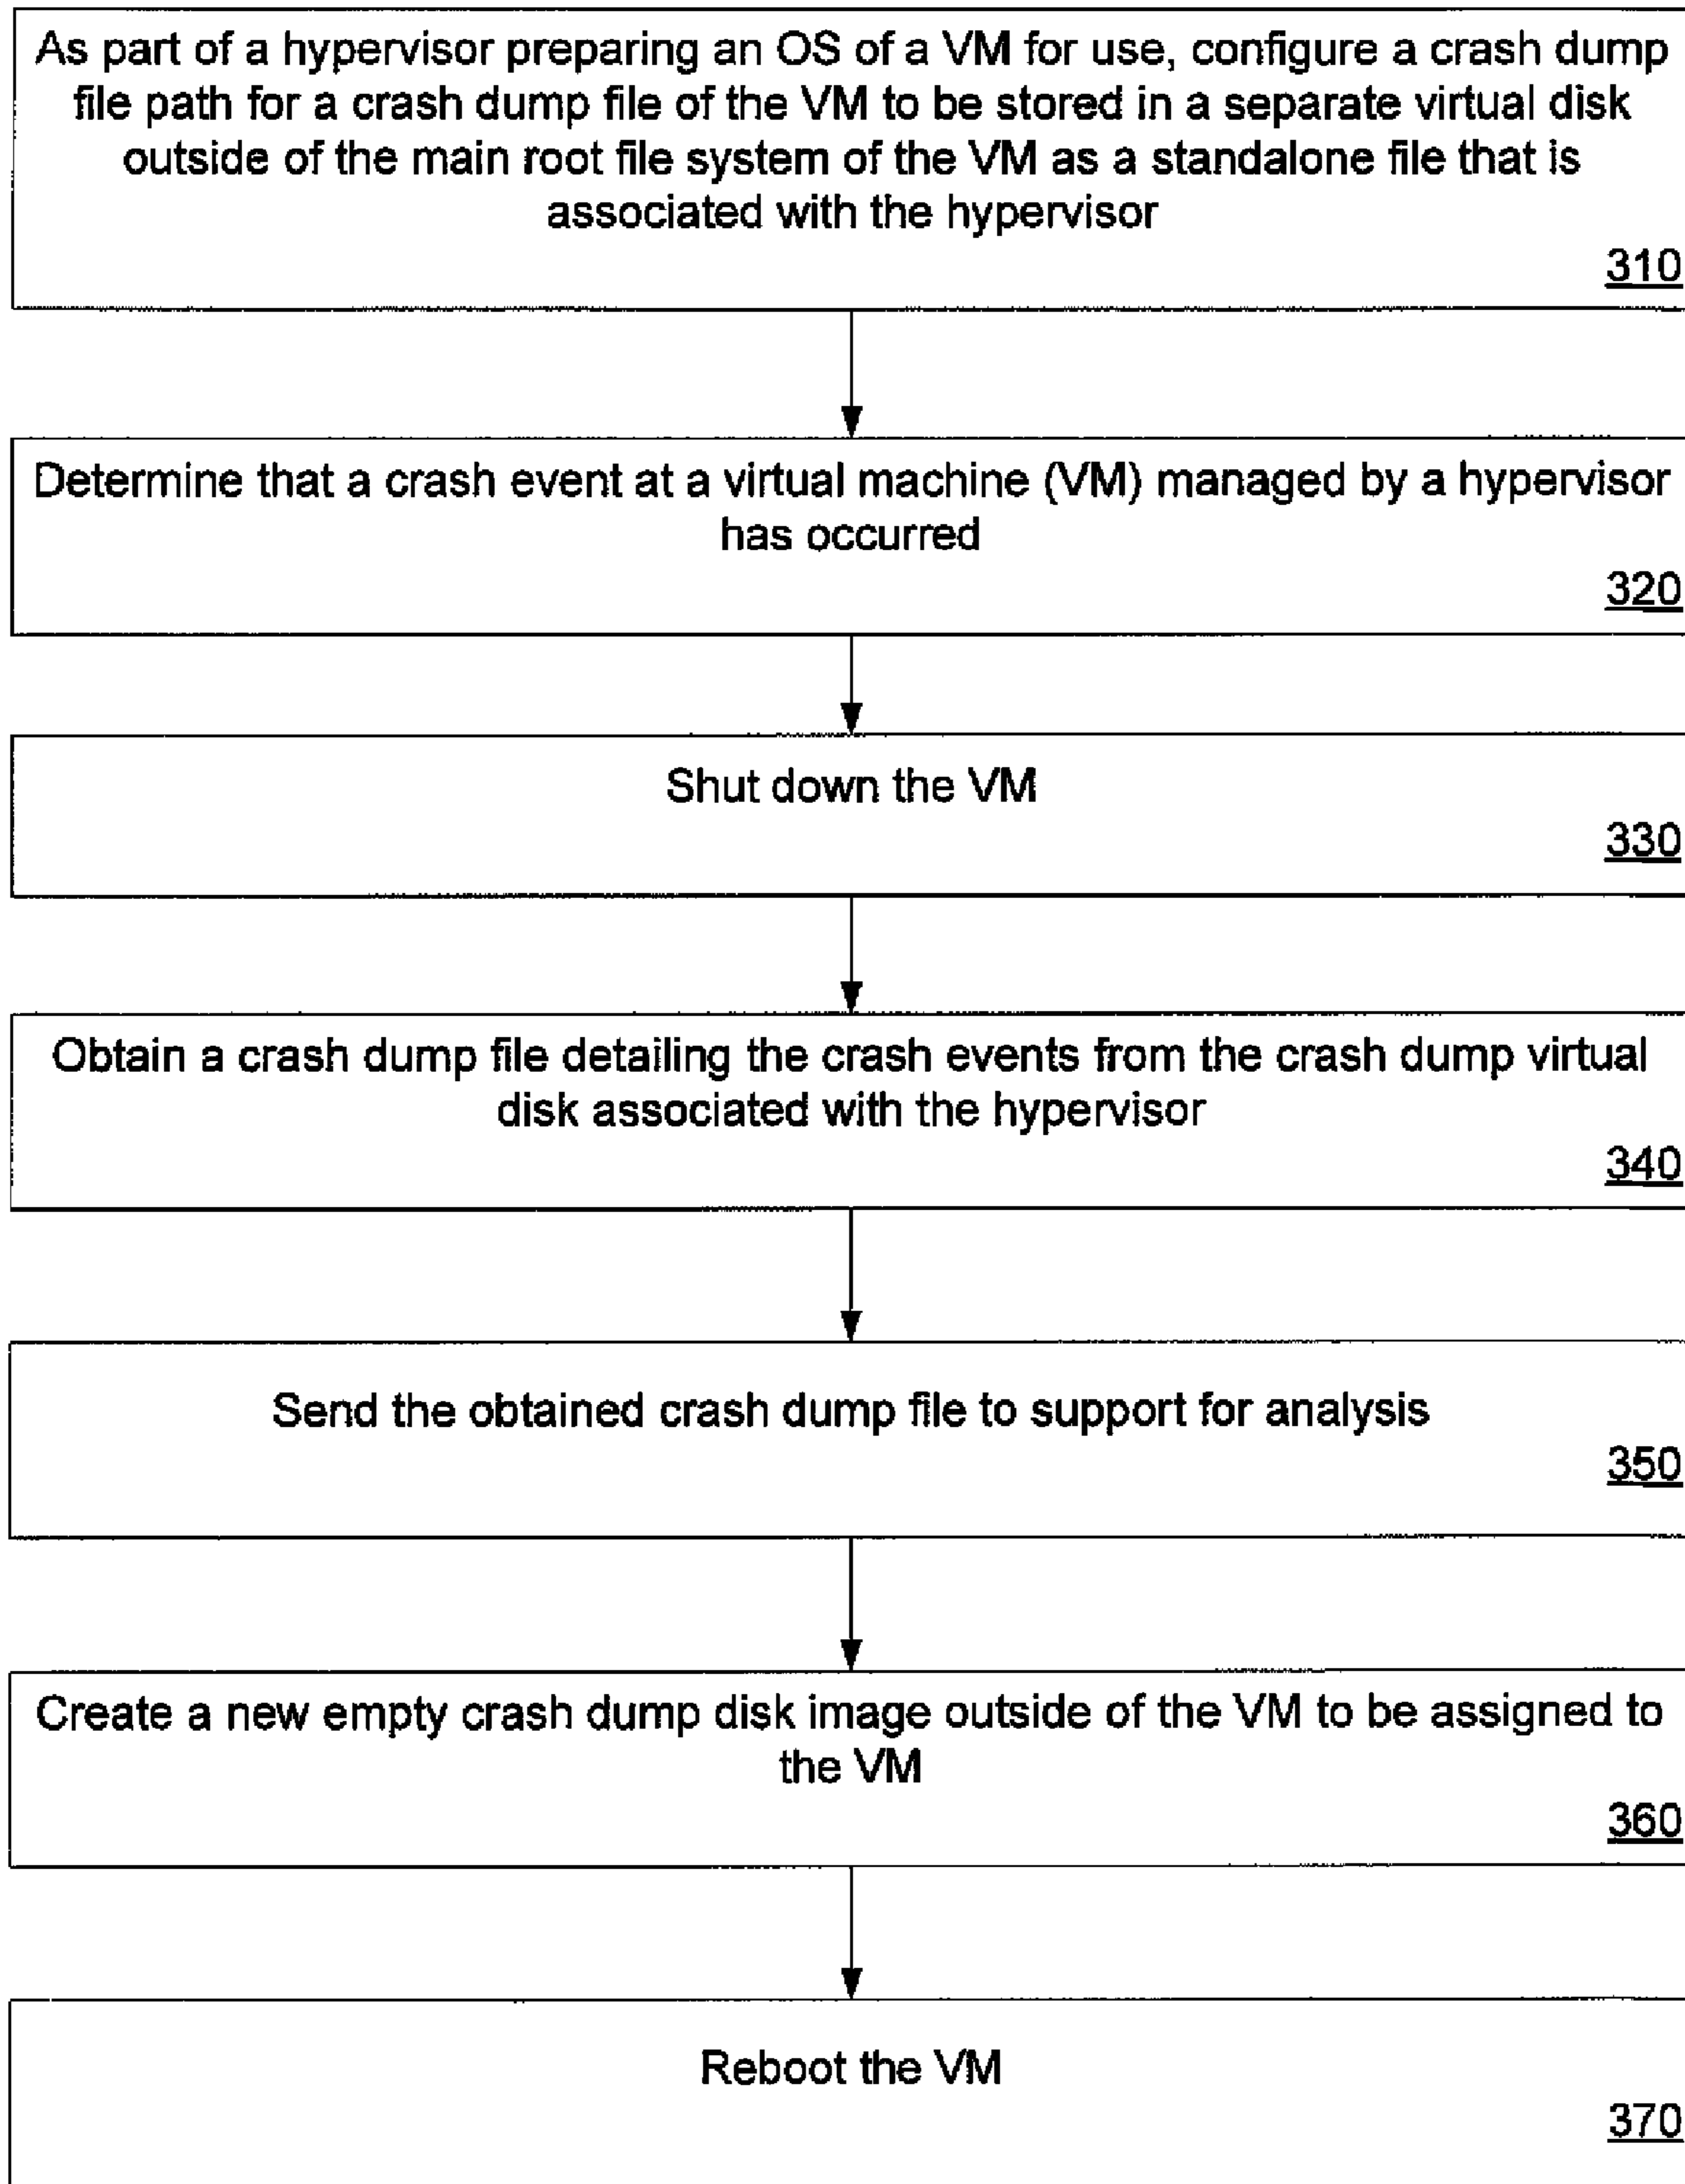 As part of a hypervisor preparing an OS of a VM for use, configure a crash dump
file path for a crash dump file of the VM to be stored in a separate virtual disk
outside of the main root file system of the VM as a standalone file that is
associated with the hypervisor
310
Determine that a crash event at a virtual machine (VM) managed by a hypervisor
has occurred
320
Shut down the VM
330
Obtain a crash dump file detailing the crash events from the crash dump virtual
disk associated with the hypervisor
340
Send the obtained crash dump file to support for analysis
350
Create a new empty crash dump disk image outside of the VM to be assigned to
the VM
360
Reboot the VM
370